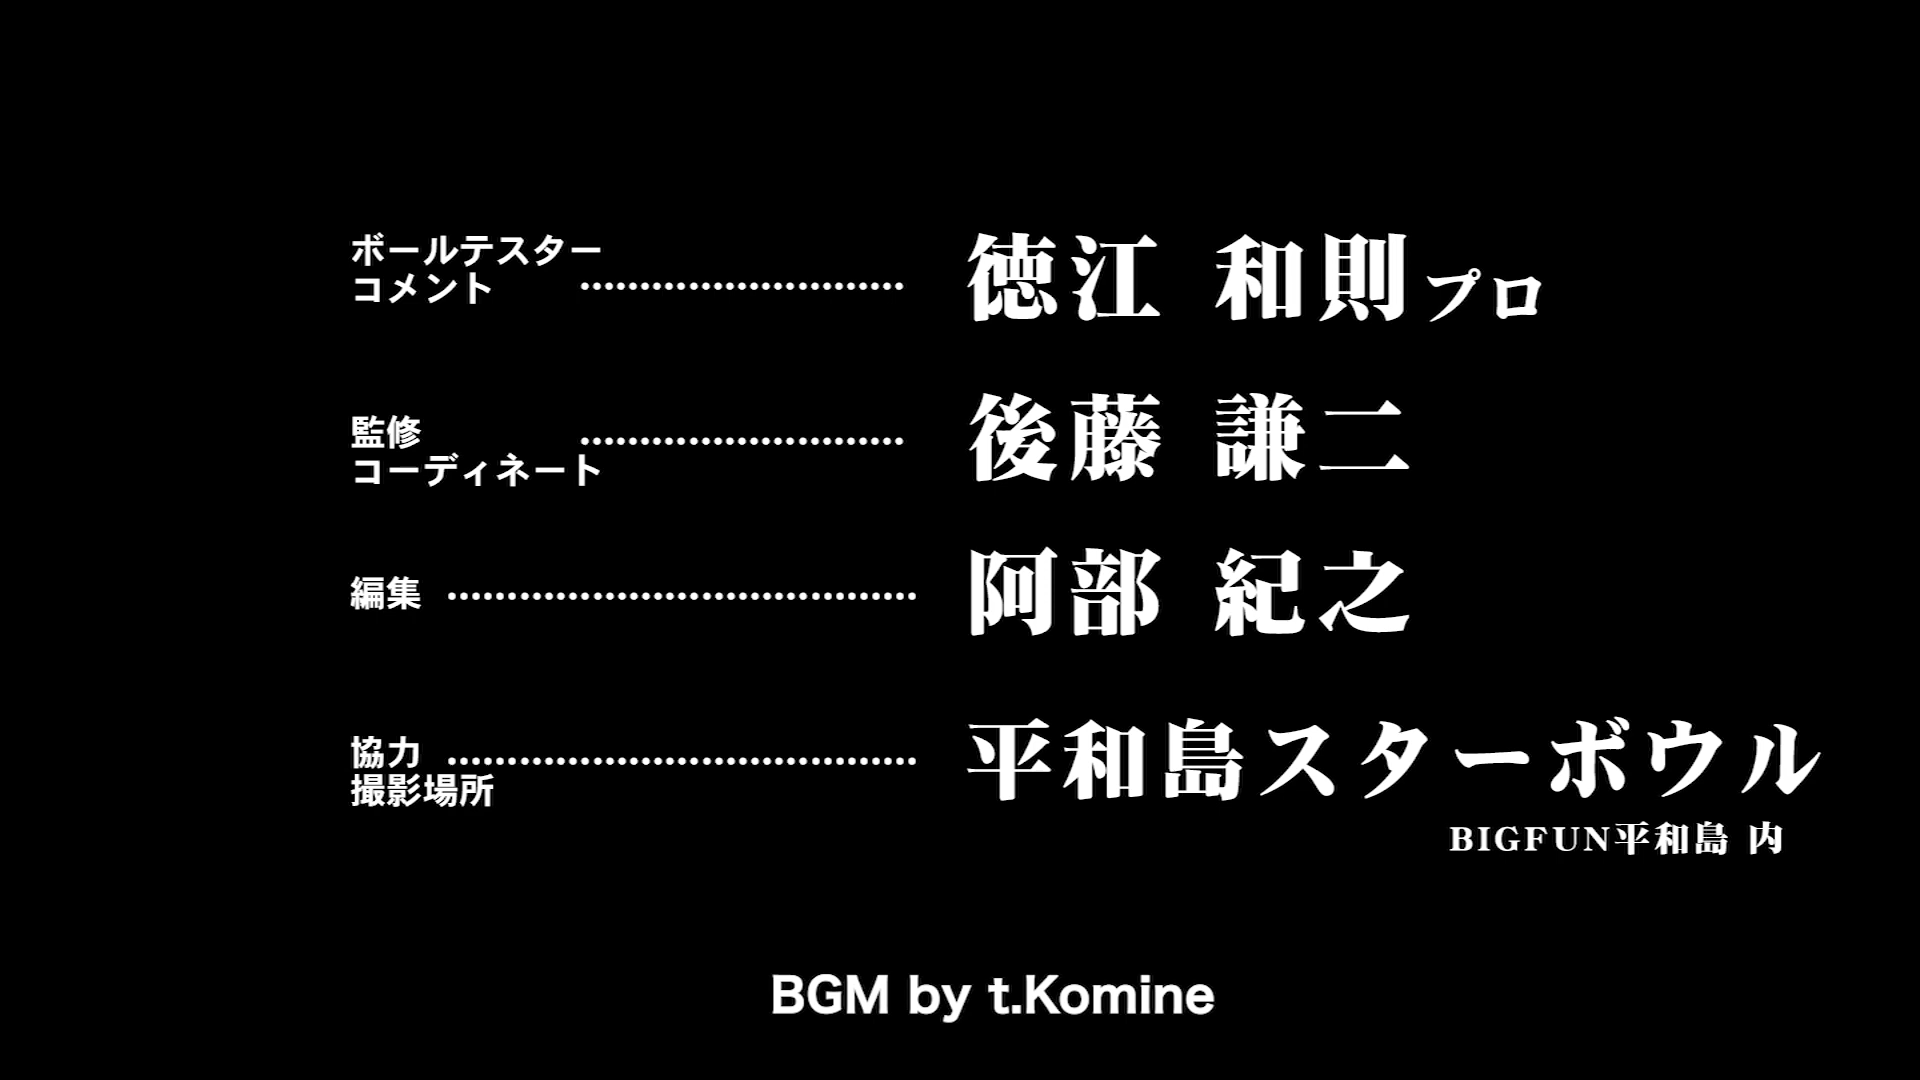 ボールテスター
コメント ........................... 徳江 和則プロ
監修 ........................... 後藤 謙二
コーディネート
編集 ....................................... 阿部 紀之
協力 ....................................... 平和島スターボウル
撮影場所
BIGFUN平和島 内
BGM by t.Komine